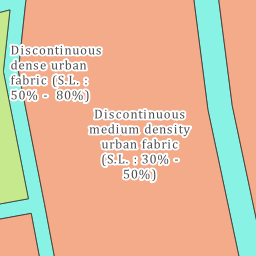 Discontinuous
dense urban
fabric (S.L. :
50% -  80%)
Discontinuous
medium density
urban fabric
(S.L. : 30% -
50%)